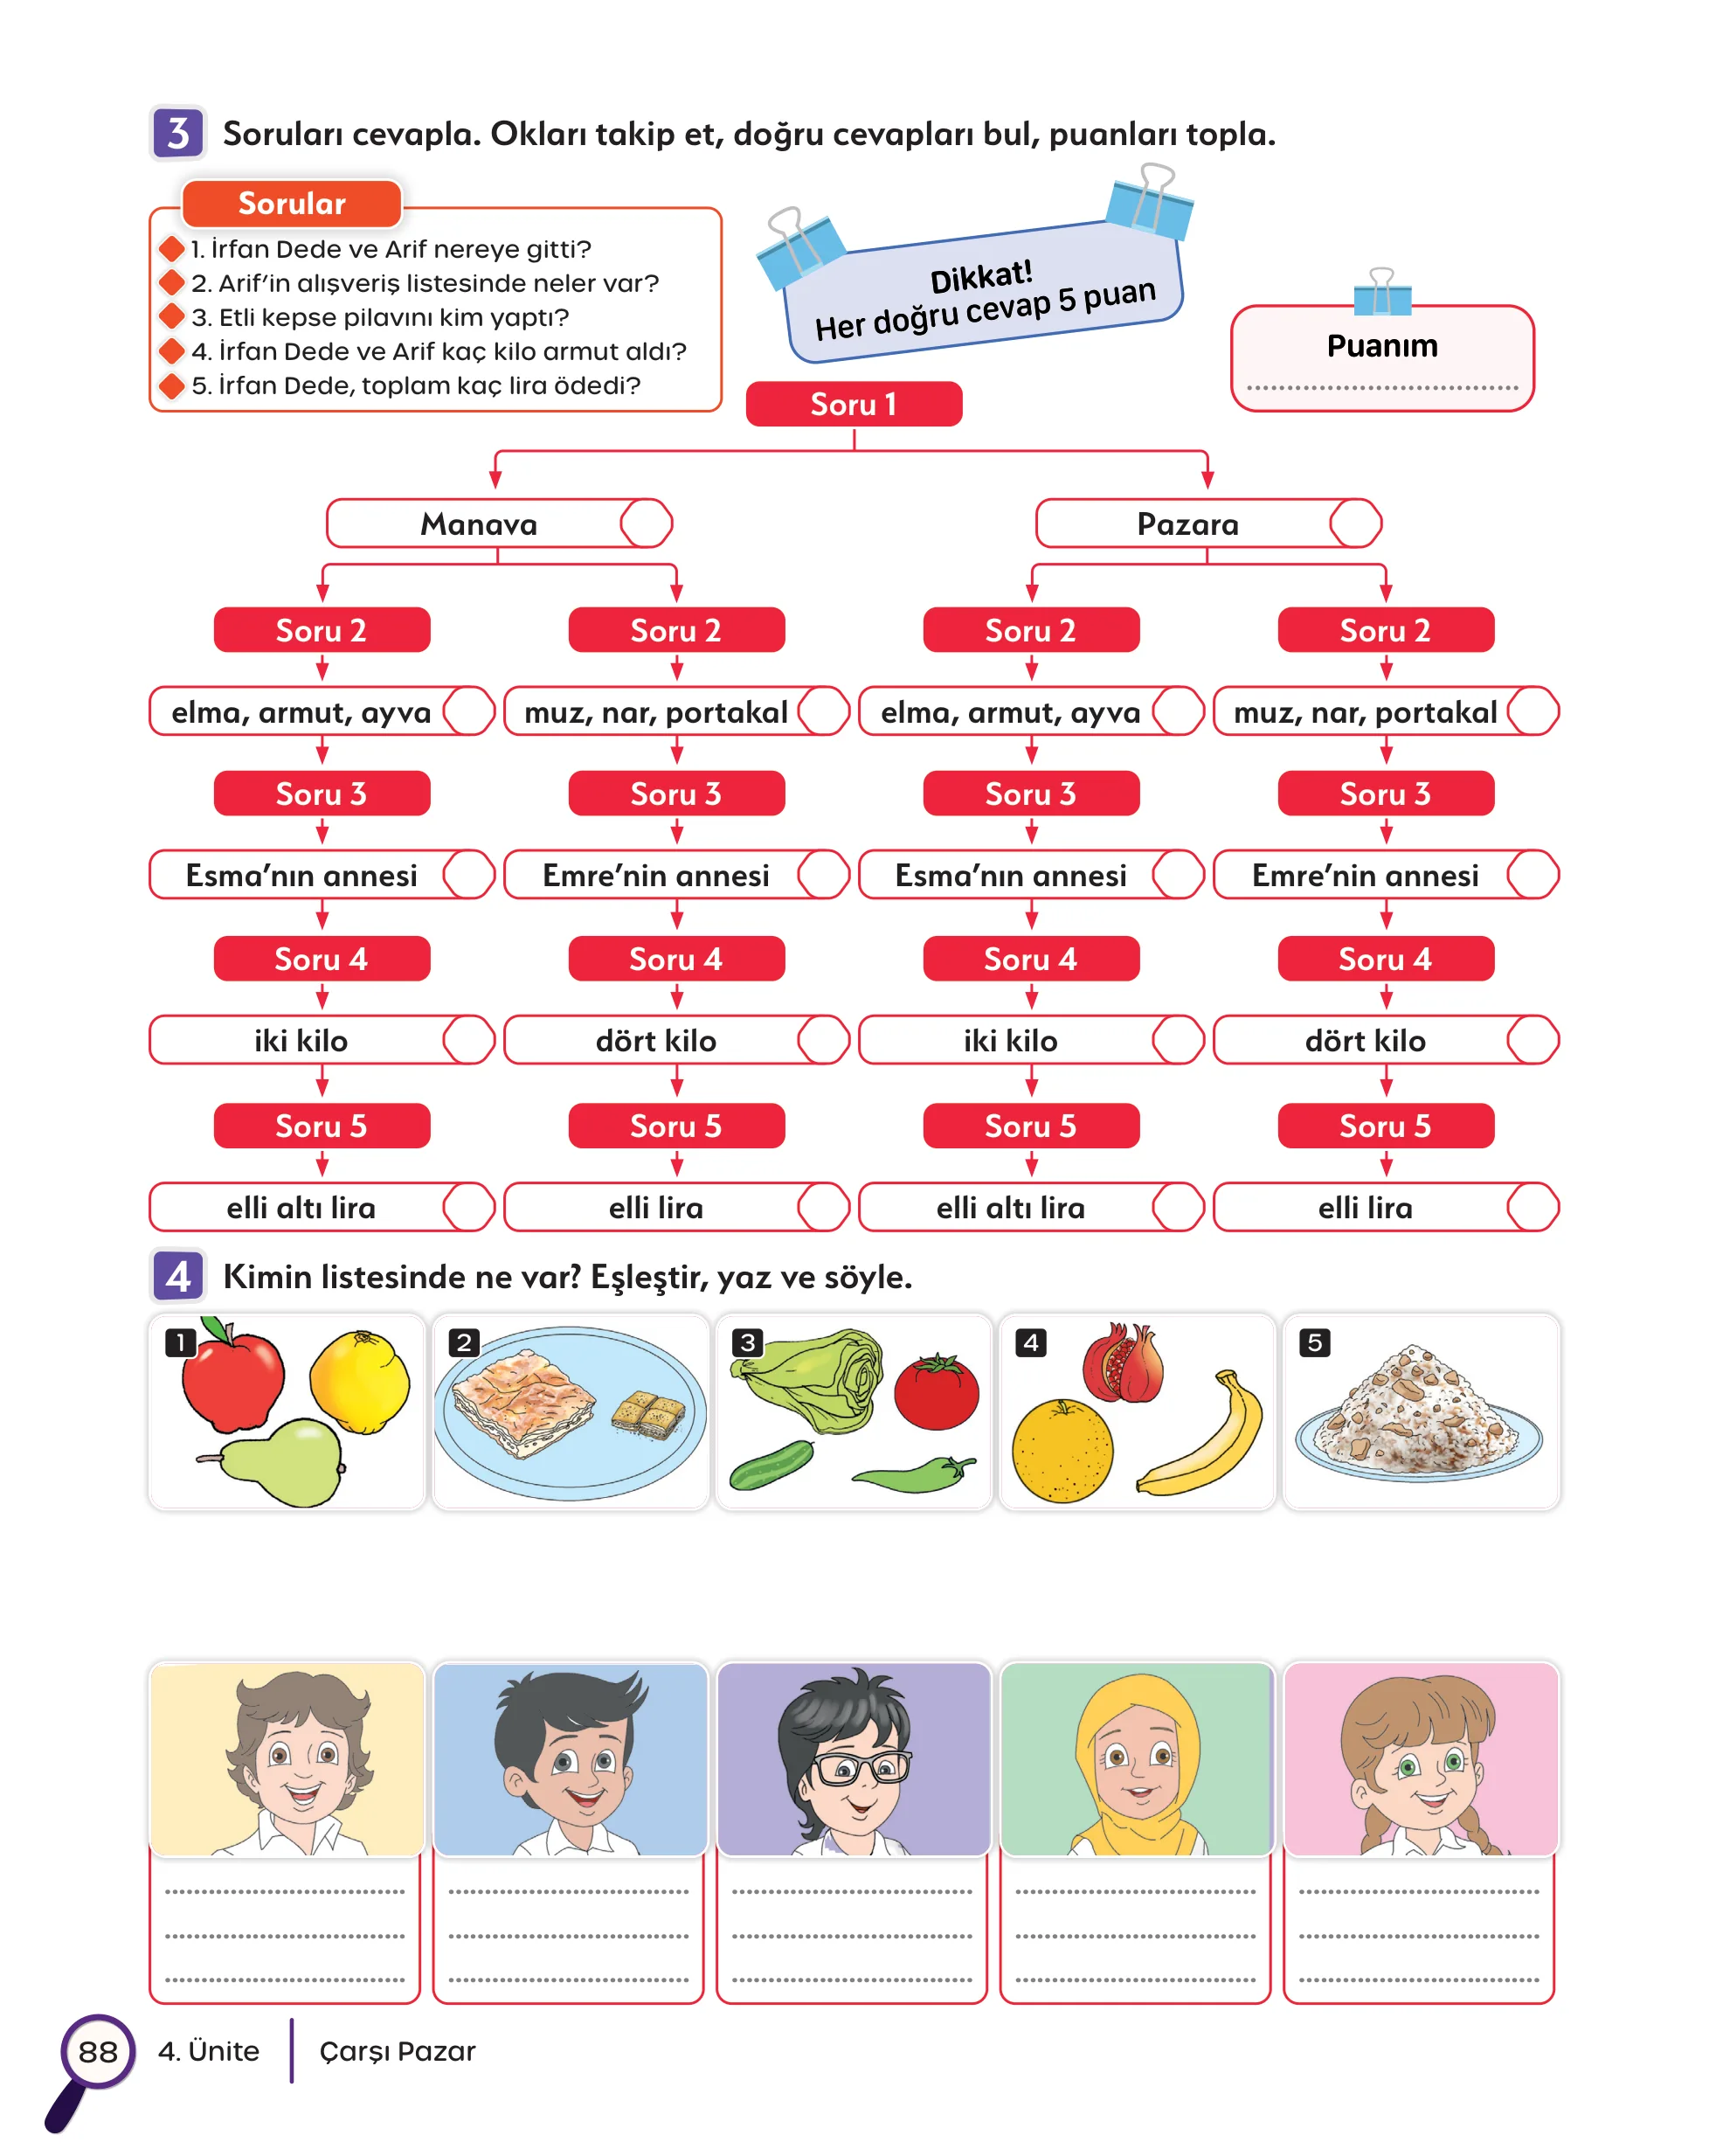 3 Soruları cevapla. Okları takip et, doğru cevapları bul, puanları topla.
Sorular
1. İrfan Dede ve Arif nereye gitti?
2. Arif’in alışveriş listesinde neler var?
3. Etli kepse pilavını kim yaptı?
4. İrfan Dede ve Arif kaç kilo armut aldı?
5. İrfan Dede, toplam kaç lira ödedi?
Dikkat!
Her doğru cevap 5 puan
Puanım
Soru 1
Manava Pazara
Soru 2 Soru 2 Soru 2 Soru 2
elma, armut, ayva muz, nar, portakal elma, armut, ayva muz, nar, portakal
Soru 3 Soru 3 Soru 3 Soru 3
Esma’nın annesi Emre’nin annesi Esma’nın annesi Emre’nin annesi
Soru 4 Soru 4 Soru 4 Soru 4
iki kilo dört kilo iki kilo dört kilo
Soru 5 Soru 5 Soru 5 Soru 5
elli altı lira elli lira elli altı lira elli lira
4 Kimin listesinde ne var? Eşleştir, yaz ve söyle.
1 2 3 4 5
88 4. Ünite Çarşı Pazar